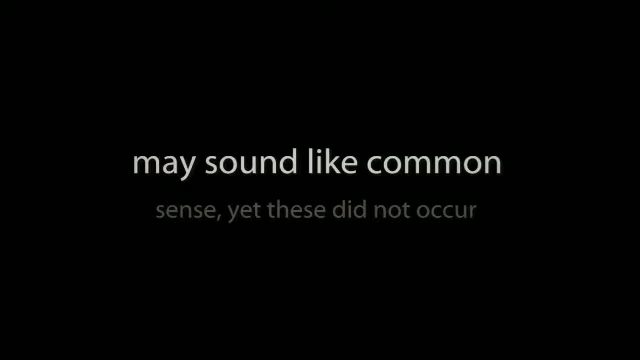 may sound like common
sense, yet these did not occur